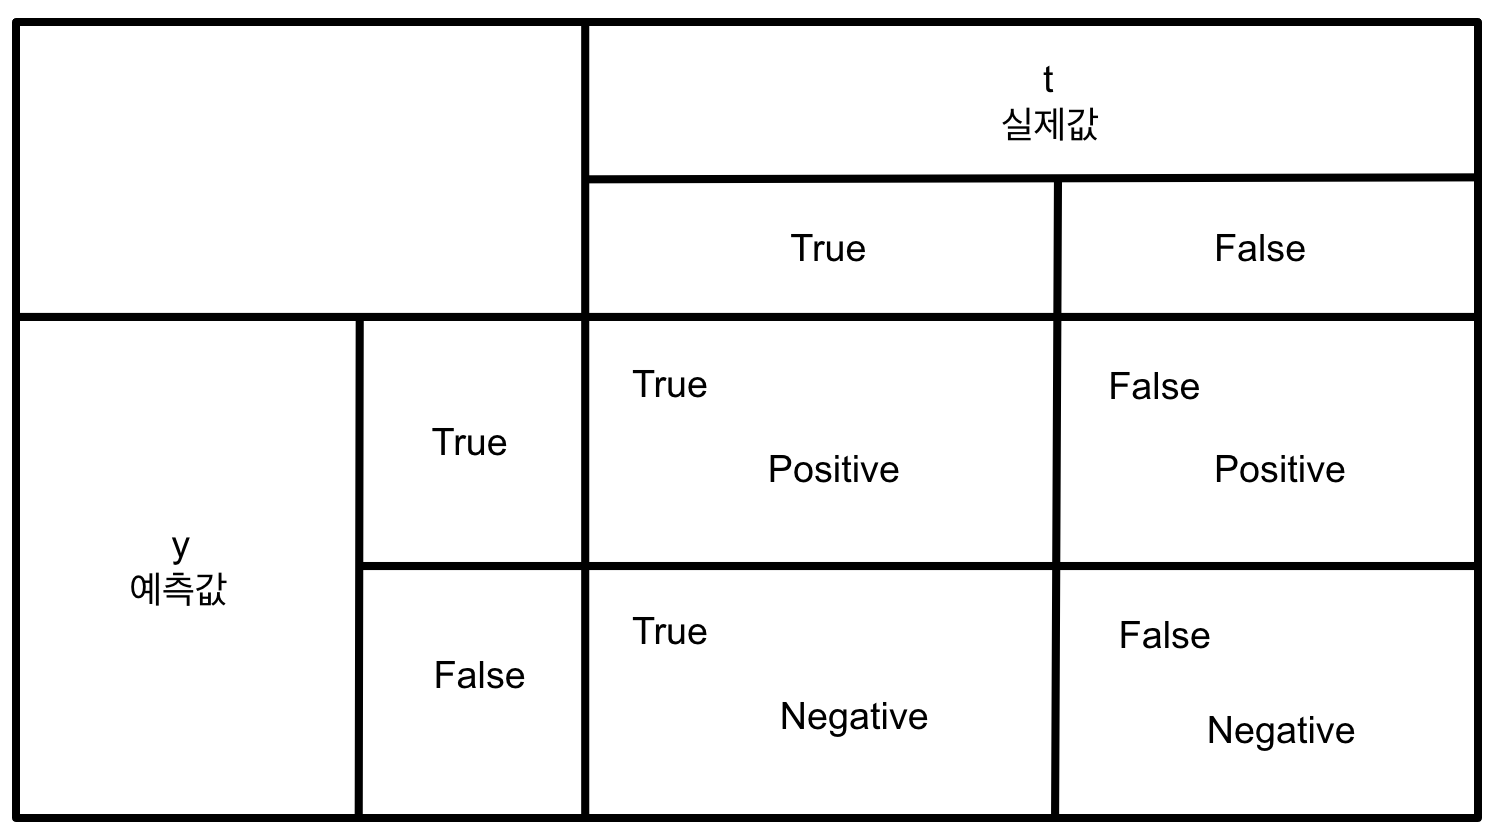 t
실제값
True
False
True
Positive
False
Positive
True
y
예측값
True
Negative
False
Negative
False